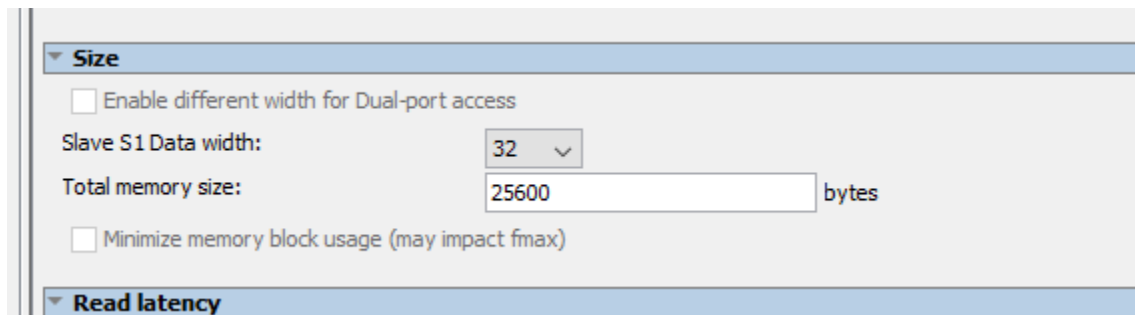 Size
Enable different width for Dual-port access
Slave S1 Data width: 32
Total memory size: 25600 bytes
Minimize memory block usage (may impact fmax)
Read latency